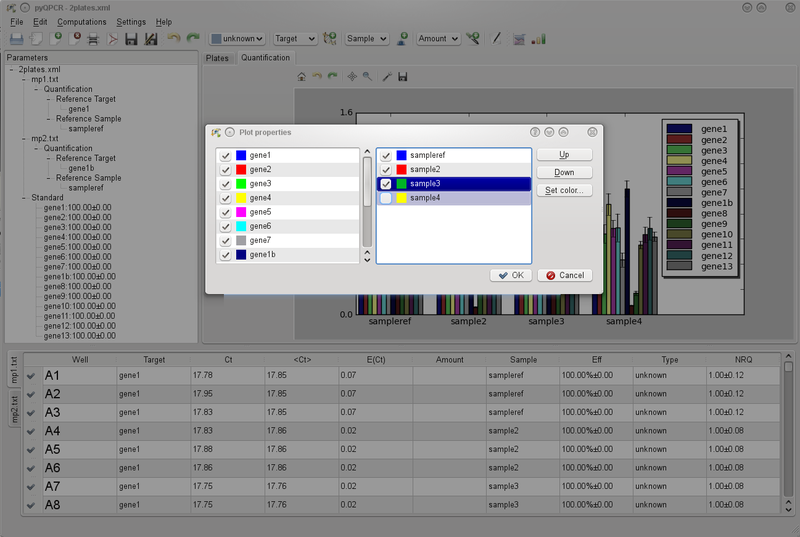 pyQPCR - 2plates.xml
File Edit Computations Settings Help
unknown Target Sample Amount
Parameters
2plates.xml
mp1.txt
Quantification
Reference Target
gene1
Reference Sample
sampleref
mp2.txt
Quantification
Reference Target
gene1b
Reference Sample
sampleref
Standard
gene1:100.00±0.00
gene2:100.00±0.00
gene3:100.00±0.00
gene4:100.00±0.00
gene5:100.00±0.00
gene6:100.00±0.00
gene7:100.00±0.00
gene1b:100.00±0.00
gene8:100.00±0.00
gene9:100.00±0.00
gene10:100.00±0.00
gene11:100.00±0.00
gene12:100.00±0.00
gene13:100.00±0.00
Plates Quantification
1.6
0.0
sampleref sample2 sample3 sample4
gene1
gene2
gene3
gene4
gene5
gene6
gene7
gene1b
gene8
gene9
gene10
gene11
gene12
gene13
Plot properties
gene1
gene2
gene3
gene4
gene5
gene6
gene7
gene1b
sampleref
sample2
sample3
sample4
Up
Down
Set color...
OK Cancel
mp1.txt
mp2.txt
Well Target Ct <Ct> E(Ct) Amount Sample Eff Type NRQ
A1 gene1 17.78 17.85 0.07 sampleref 100.00%±0.00 unknown 1.00±0.12
A2 gene1 17.95 17.85 0.07 sampleref 100.00%±0.00 unknown 1.00±0.12
A3 gene1 17.83 17.85 0.07 sampleref 100.00%±0.00 unknown 1.00±0.12
A4 gene1 17.83 17.86 0.02 sample2 100.00%±0.00 unknown 1.00±0.08
A5 gene1 17.88 17.86 0.02 sample2 100.00%±0.00 unknown 1.00±0.08
A6 gene1 17.86 17.86 0.02 sample2 100.00%±0.00 unknown 1.00±0.08
A7 gene1 17.75 17.76 0.02 sample3 100.00%±0.00 unknown 1.00±0.08
A8 gene1 17.75 17.76 0.02 sample3 100.00%±0.00 unknown 1.00±0.08